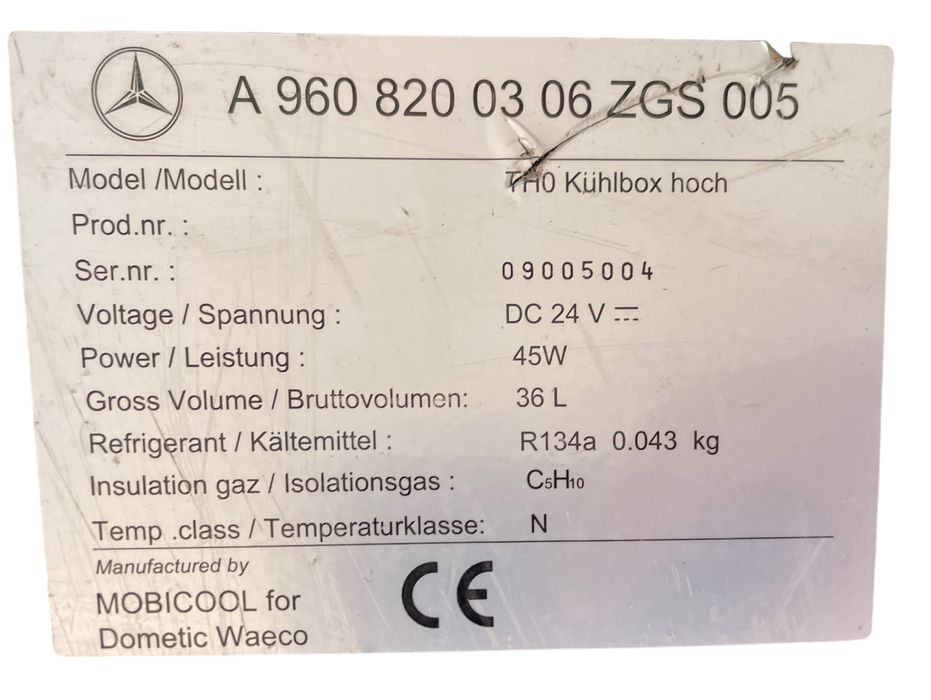 A 960 820 03 06 ZGS 005
Model /Modell : TH0 Kühlbox hoch
Prod.nr. :
Ser.nr. : 09005004
Voltage / Spannung : DC 24 V ⎓
Power / Leistung : 45W
Gross Volume / Bruttovolumen: 36 L
Refrigerant / Kältemittel : R134a 0.043 kg
Insulation gaz / Isolationsgas : C₅H₁₀
Temp .class / Temperaturklasse: N
Manufactured by
MOBICOOL for
Dometic Waeco
CE